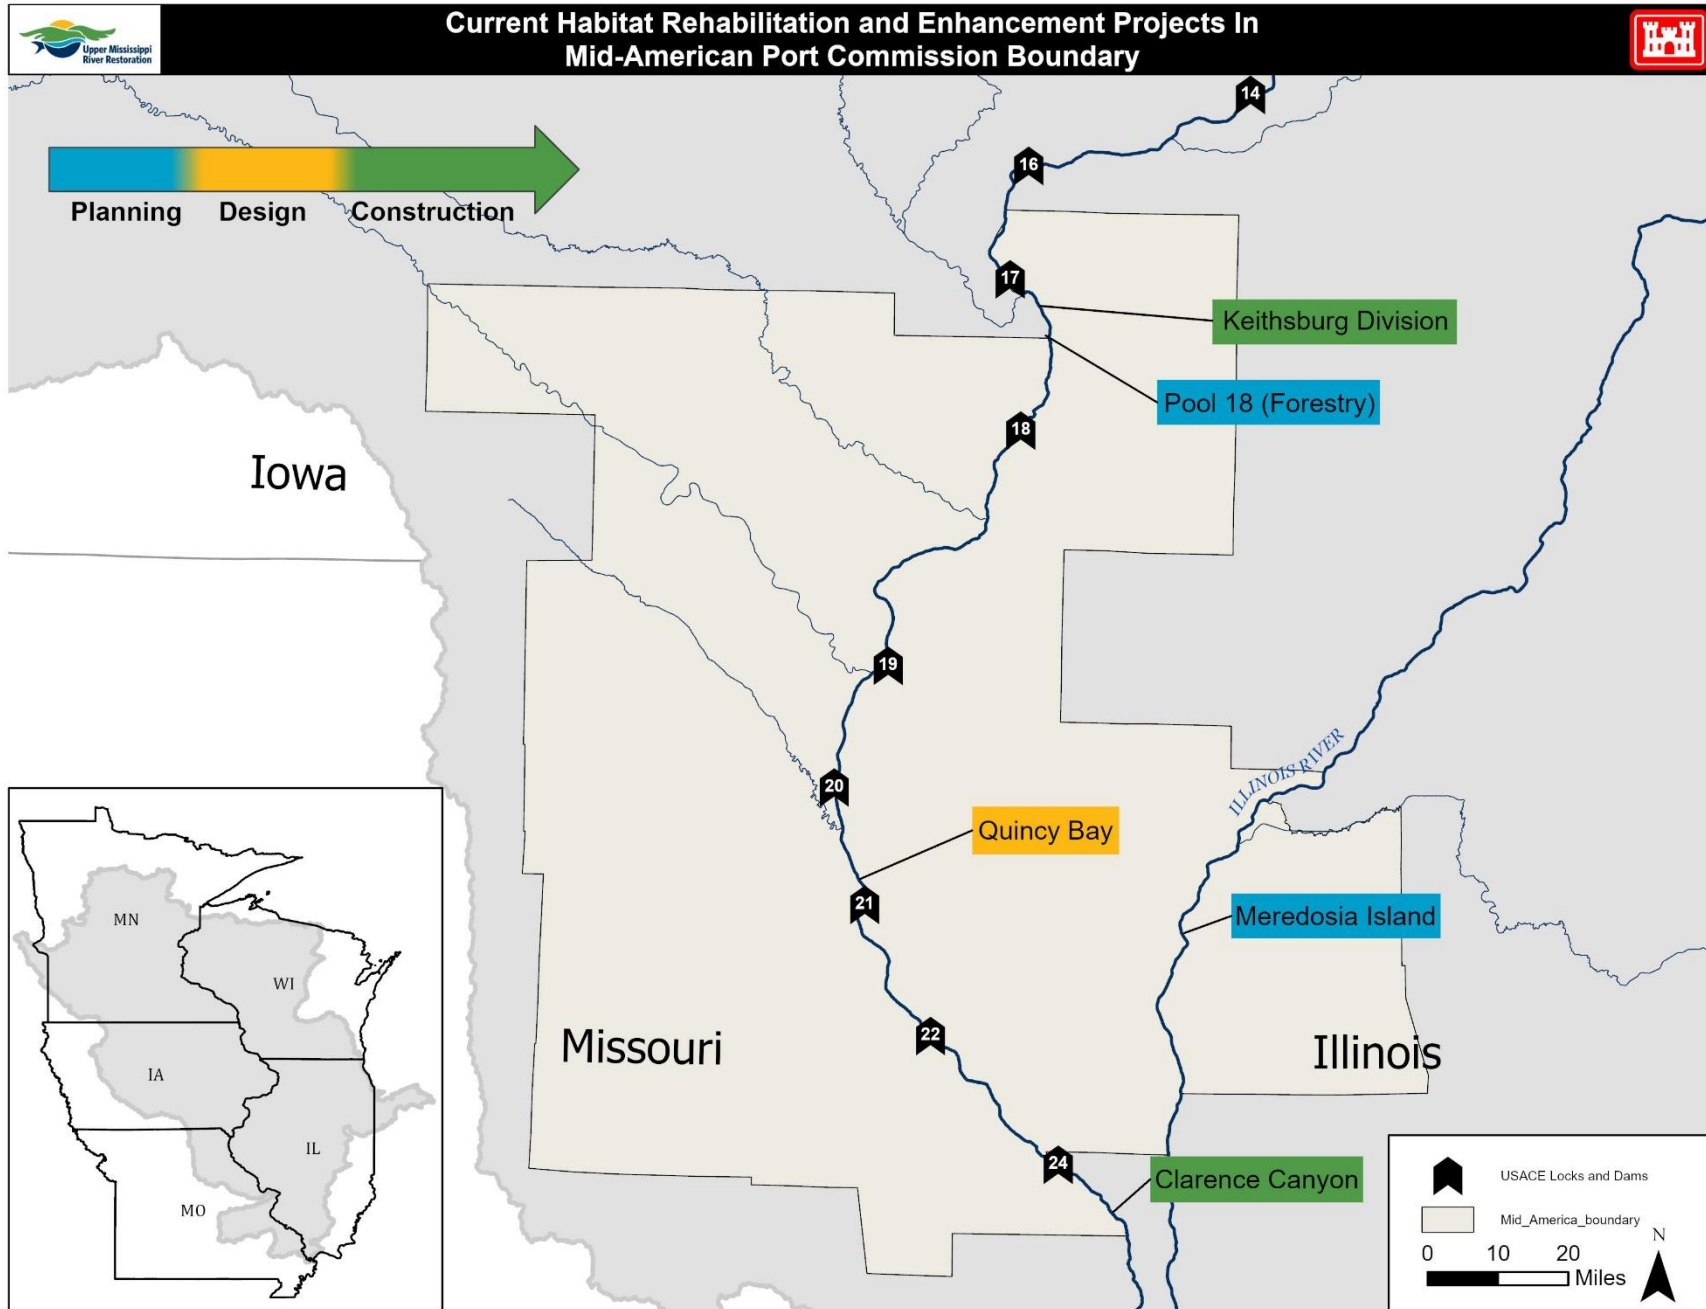 Upper Mississippi
River Restoration
Current Habitat Rehabilitation and Enhancement Projects In
Mid-American Port Commission Boundary
Planning
Design
Construction
14
16
17
Keithsburg Division
Pool 18 (Forestry)
18
Iowa
19
ILLINOIS RIVER
20
Quincy Bay
21
Meredosia Island
22
Missouri
Illinois
24
Clarence Canyon
MN
WI
IA
IL
MO
USACE Locks and Dams
Mid_America_boundary
N
0 10 20
Miles